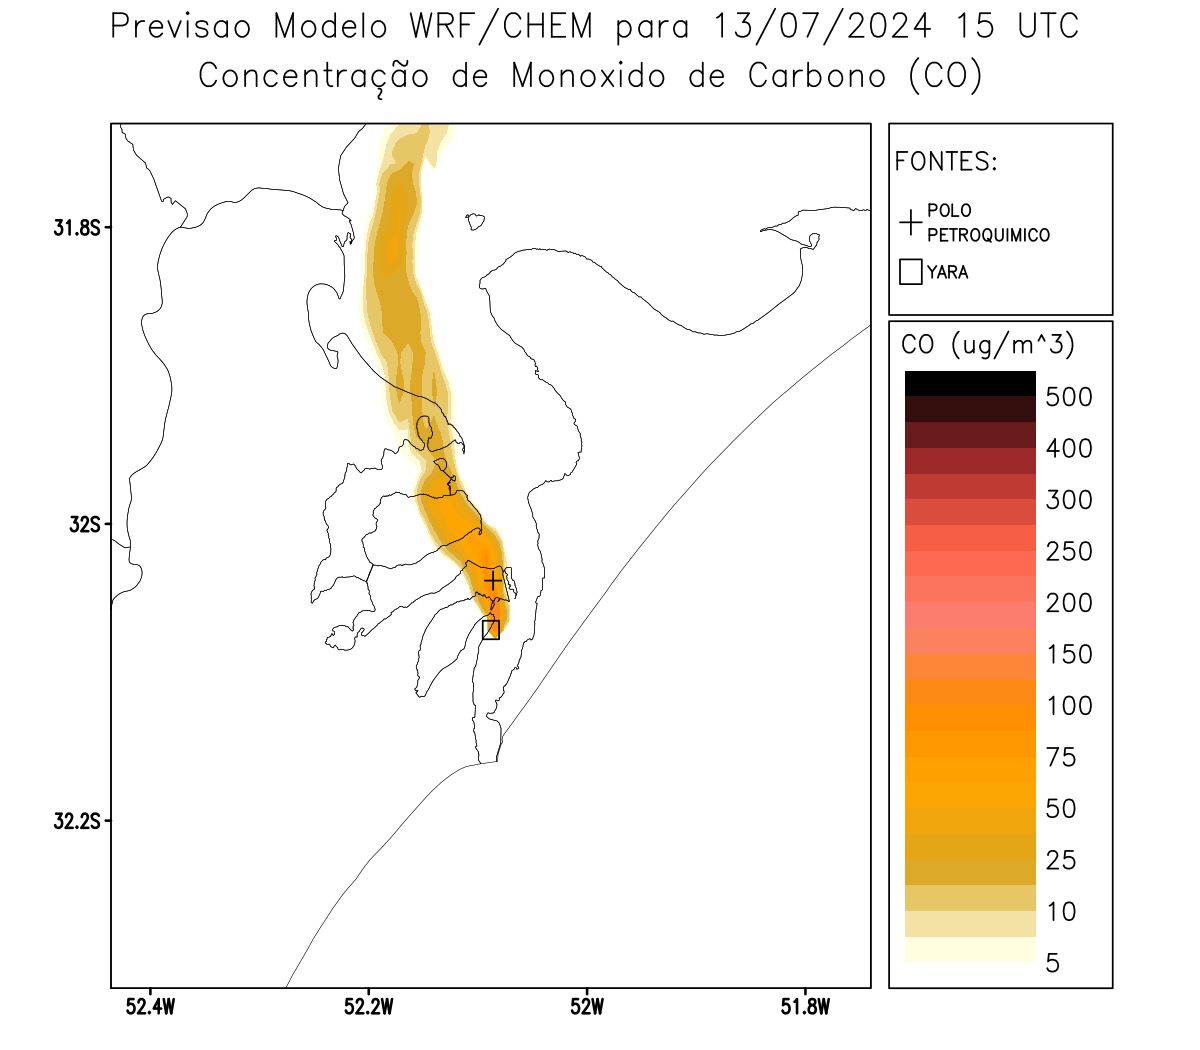 Previsao Modelo WRF/CHEM para 13/07/2024 15 UTC
Concentração de Monoxido de Carbono (CO)
FONTES:
POLO
PETROQUIMICO
YARA
CO (ug/m^3)
500
400
300
250
200
150
100
75
50
25
10
5
31.8S
32S
32.2S
52.4W
52.2W
52W
51.8W